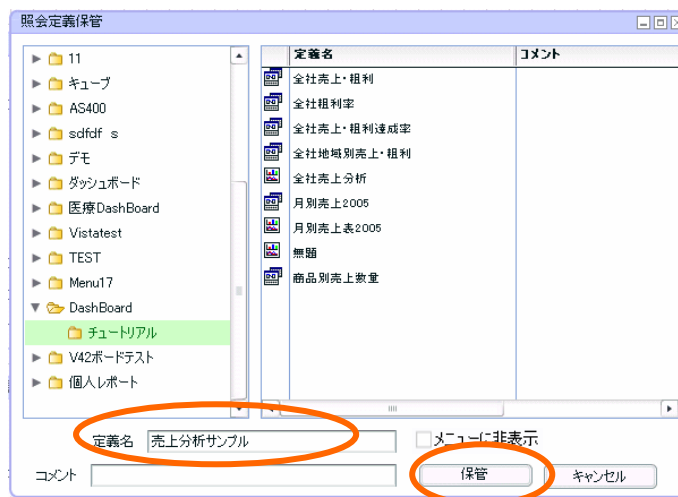 照会定義保管
11
キューブ
AS400
sdfdf s
デモ
ダッシュボード
医療DashBoard
Vistatest
TEST
Menu17
DashBoard
チュートリアル
V42ボードテスト
個人レポート
定義名 コメント
全社売上・粗利
全社粗利率
全社売上・粗利達成率
全社地域別売上・粗利
全社売上分析
月別売上2005
月別売上表2005
無題
商品別売上数量
定義名 売上分析サンプル
メニューに非表示
コメント
保管
キャンセル